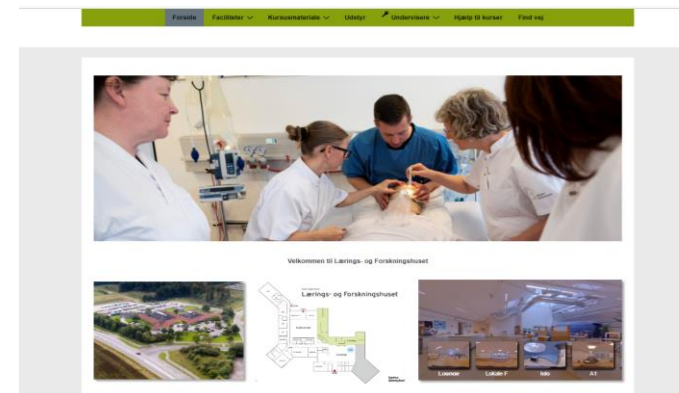 Forside Faciliteter Kursusmateriale Udstyr Undervisere Hjælp til kurser Find vej
Velkommen til Lærings- og Forskningshuset
Lærings- og Forskningshuset
Lounge Lokale F Ido A1